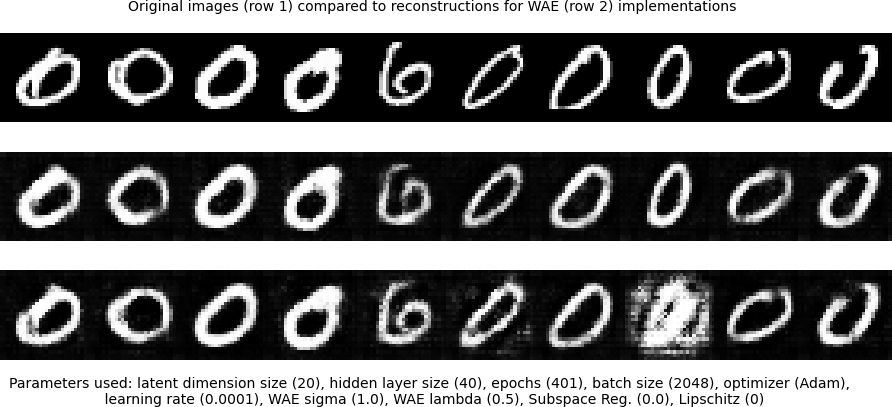 Original images (row 1) compared to reconstructions for WAE (row 2) implementations
Parameters used: latent dimension size (20), hidden layer size (40), epochs (401), batch size (2048), optimizer (Adam),
learning rate (0.0001), WAE sigma (1.0), WAE lambda (0.5), Subspace Reg. (0.0), Lipschitz (0)